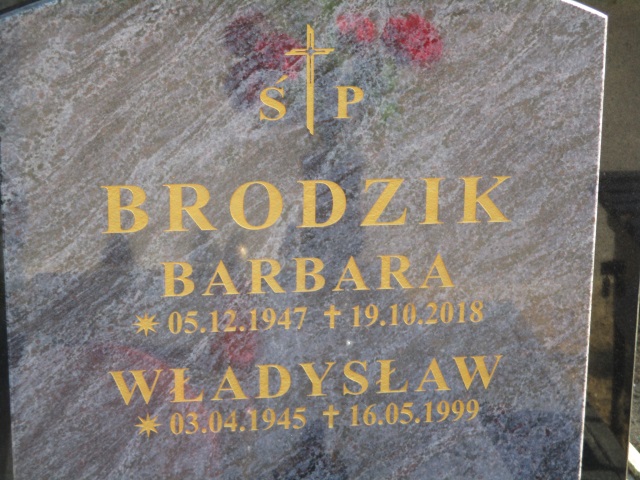 Ś P
BRODZIK
BARBARA
✷ 05.12.1947 ✝ 19.10.2018
WŁADYSŁAW
✷ 03.04.1945 ✝ 16.05.1999